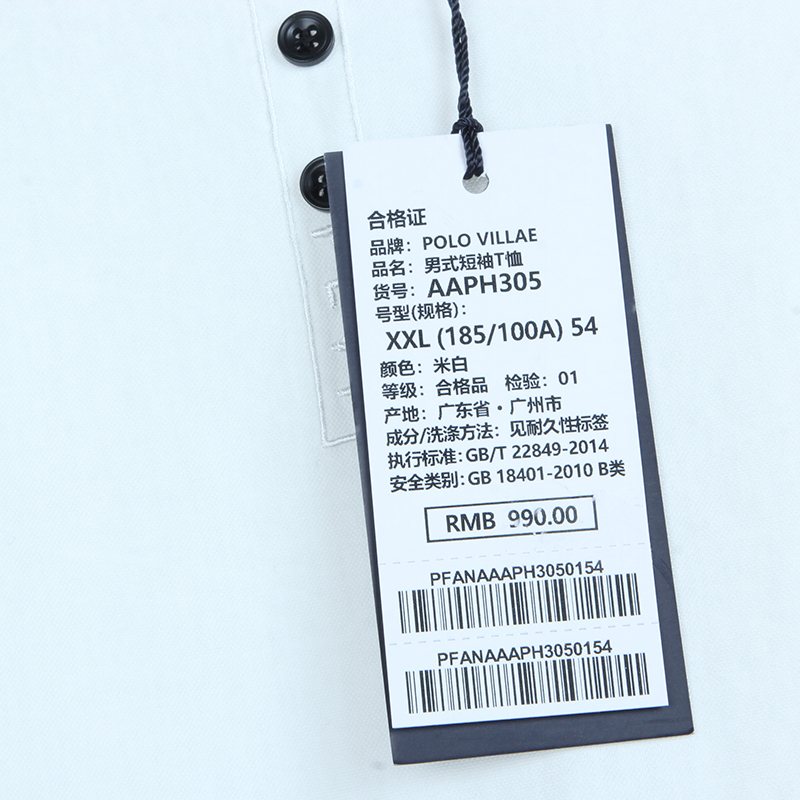 合格证
品牌：POLO VILLAE
品名：男式短袖T恤
货号：AAPH305
号型(规格)：
XXL (185/100A) 54
颜色：米白
等级：合格品 检验：01
产地：广东省·广州市
成分/洗涤方法：见耐久性标签
执行标准：GB/T 22849-2014
安全类别：GB 18401-2010 B类
RMB 990.00
PFANAAAPH3050154
PFANAAAPH3050154